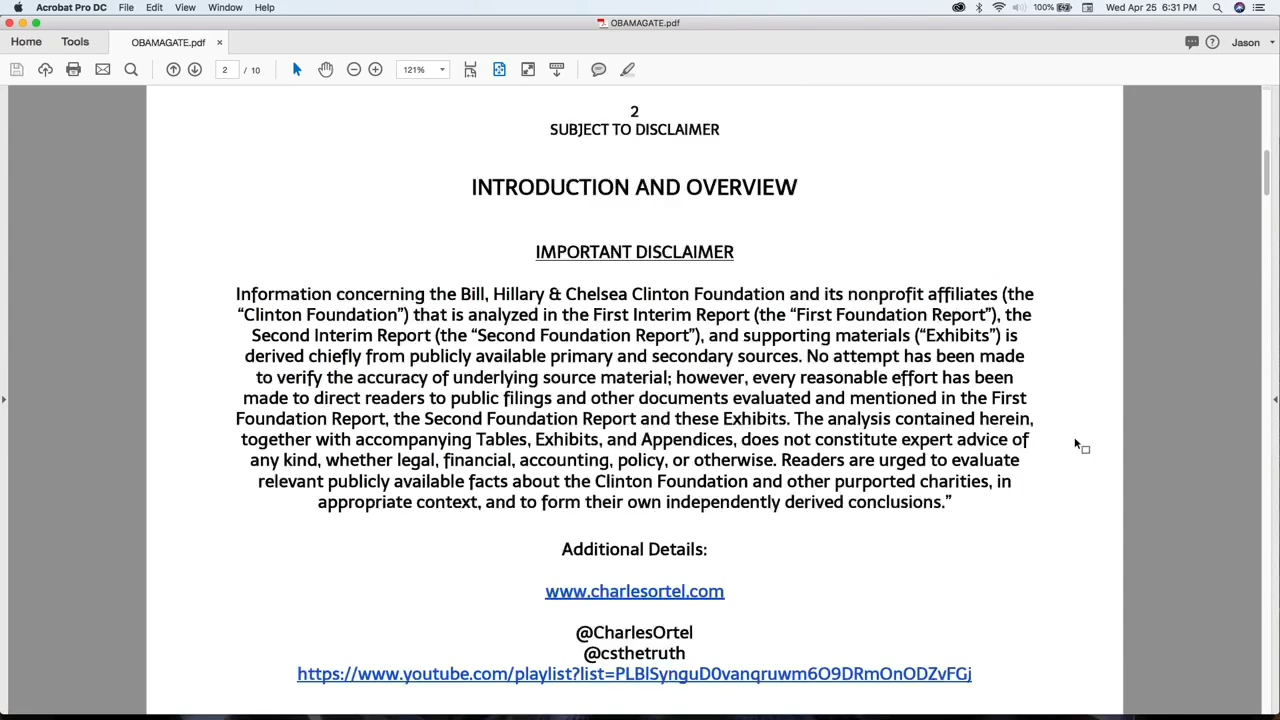 Acrobat Pro DC File Edit View Window Help 100% Wed Apr 25 6:31 PM
OBAMAGATE.pdf
Home Tools OBAMAGATE.pdf × Jason
2 / 10 121%
2
SUBJECT TO DISCLAIMER
INTRODUCTION AND OVERVIEW
IMPORTANT DISCLAIMER
Information concerning the Bill, Hillary & Chelsea Clinton Foundation and its nonprofit affiliates (the
“Clinton Foundation”) that is analyzed in the First Interim Report (the “First Foundation Report”), the
Second Interim Report (the “Second Foundation Report”), and supporting materials (“Exhibits”) is
derived chiefly from publicly available primary and secondary sources. No attempt has been made
to verify the accuracy of underlying source material; however, every reasonable effort has been
made to direct readers to public filings and other documents evaluated and mentioned in the First
Foundation Report, the Second Foundation Report and these Exhibits. The analysis contained herein,
together with accompanying Tables, Exhibits, and Appendices, does not constitute expert advice of
any kind, whether legal, financial, accounting, policy, or otherwise. Readers are urged to evaluate
relevant publicly available facts about the Clinton Foundation and other purported charities, in
appropriate context, and to form their own independently derived conclusions.”
Additional Details:
www.charlesortel.com
@CharlesOrtel
@csthetruth
https://www.youtube.com/playlist?list=PLBlSynguD0vanqruwm6O9DRmOnODZvFGj